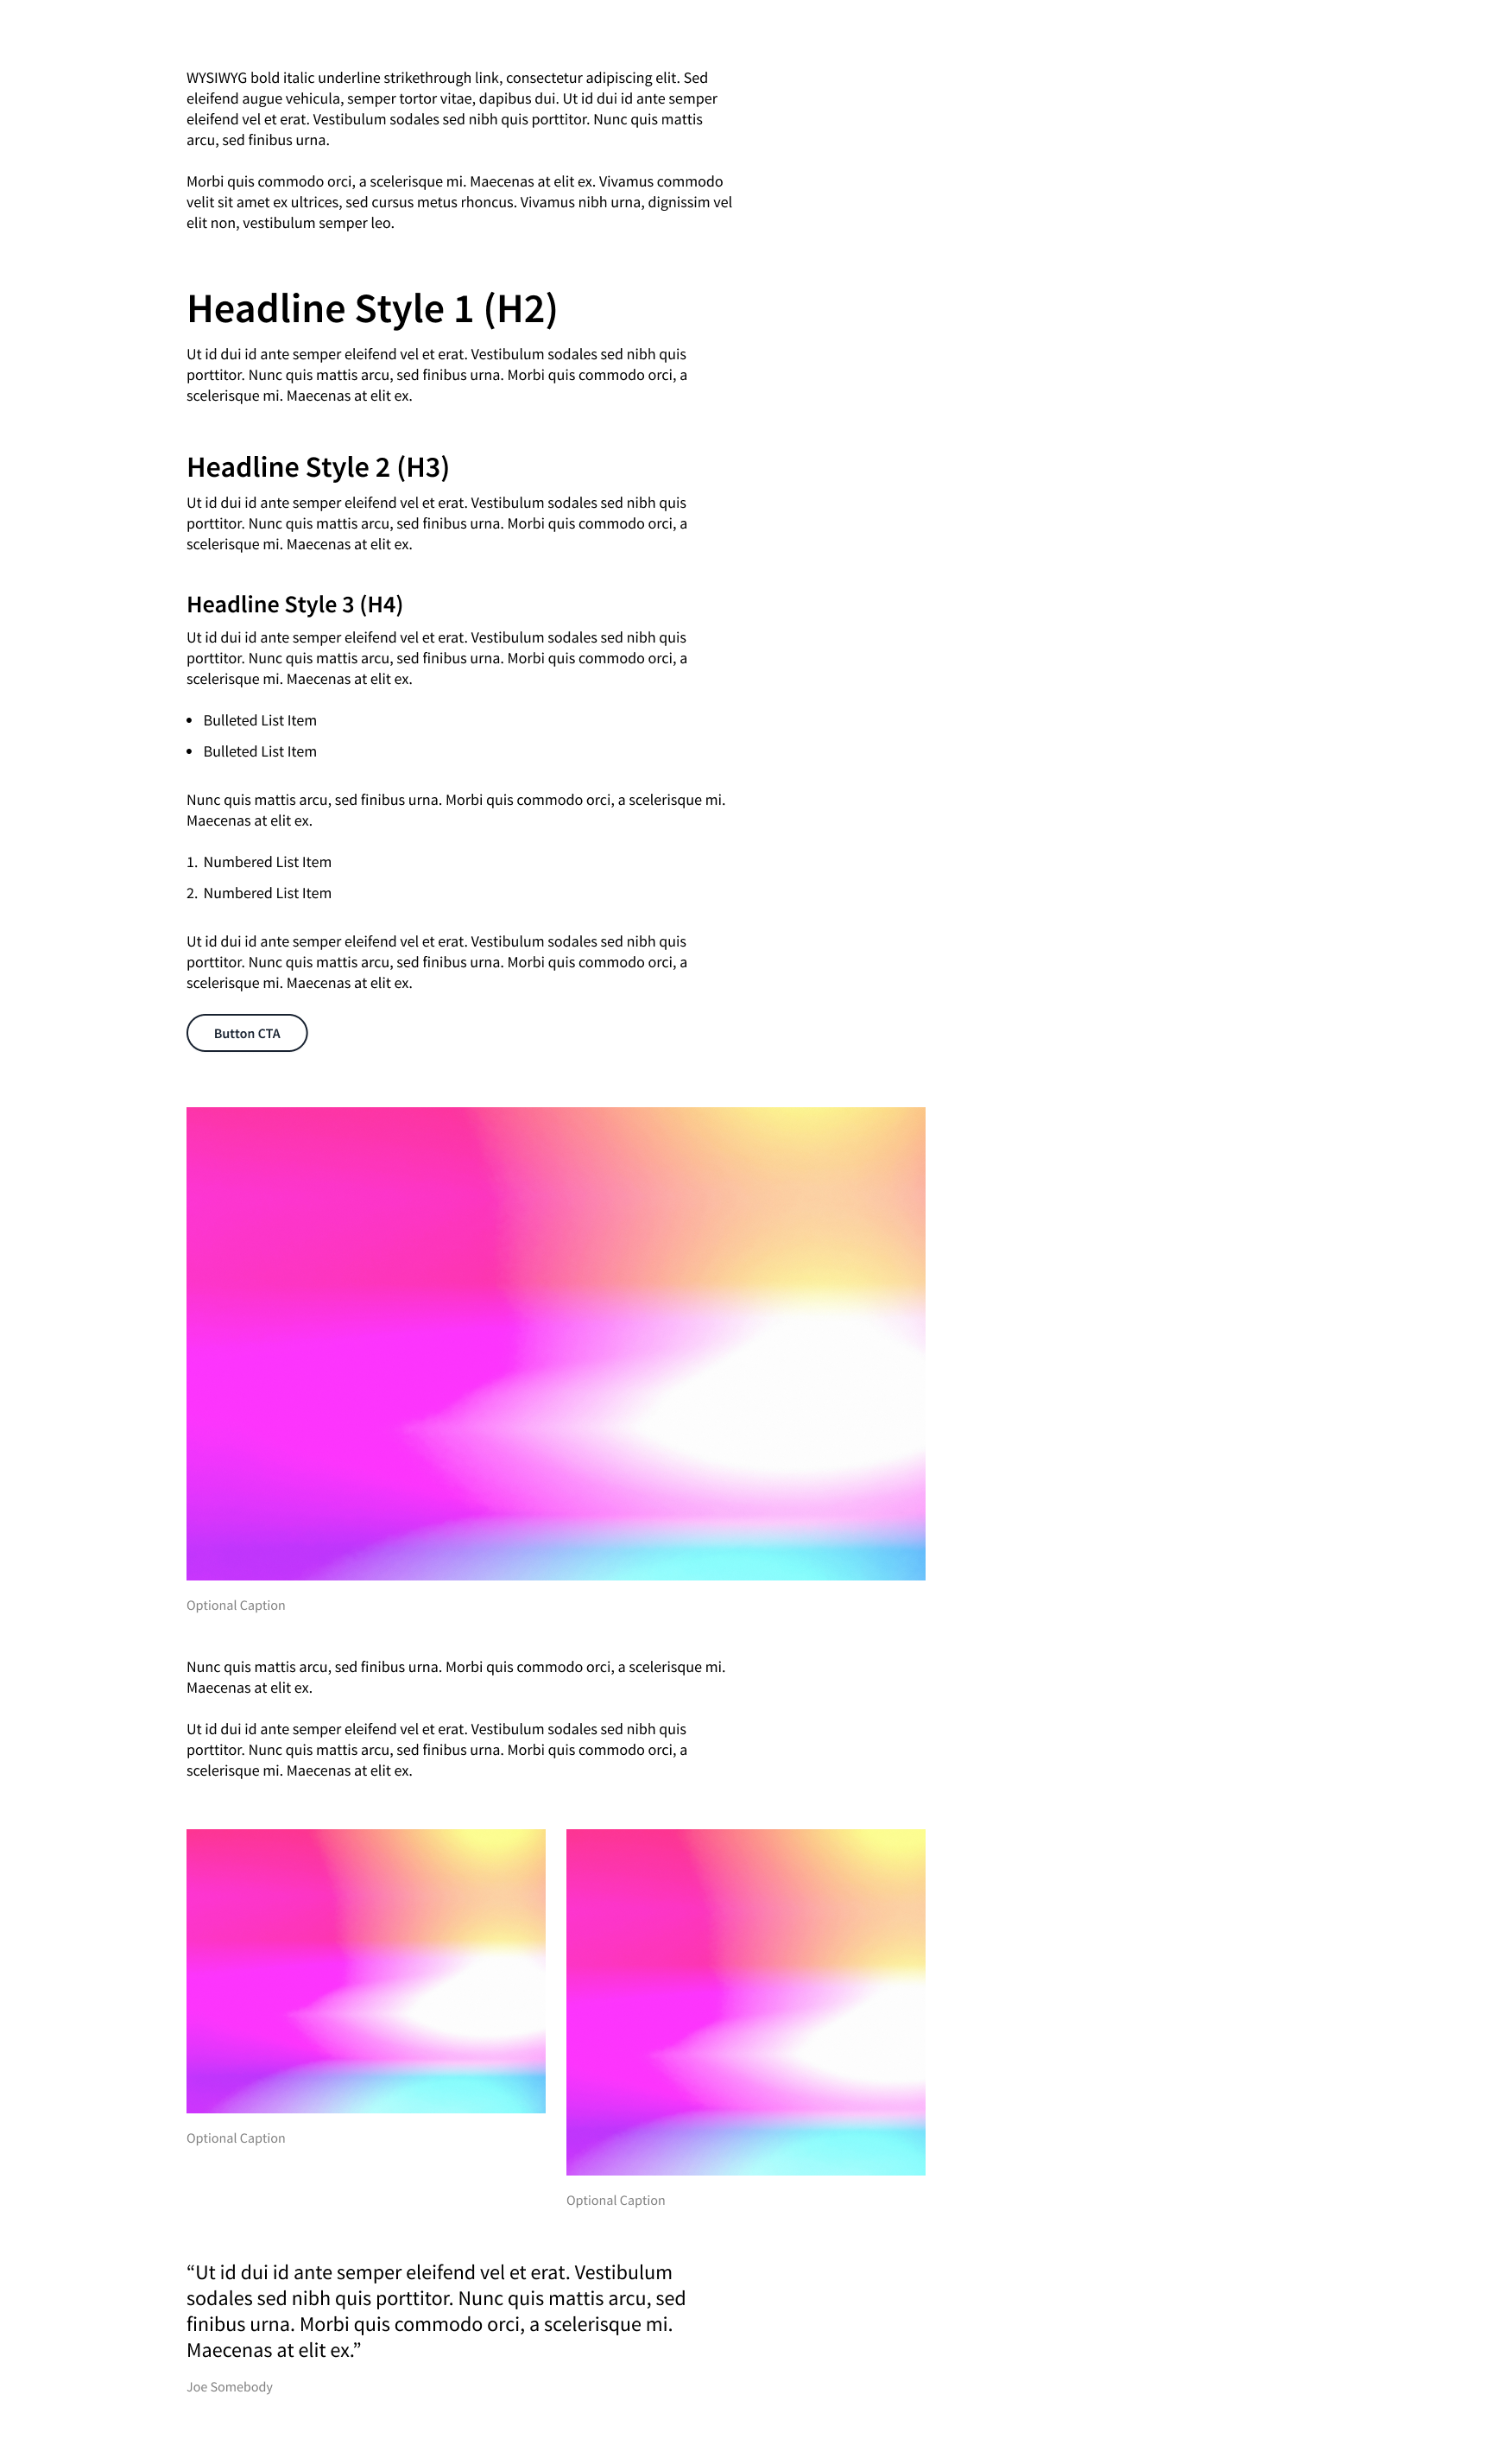 WYSIWYG bold italic underline strikethrough link, consectetur adipiscing elit. Sed
eleifend augue vehicula, semper tortor vitae, dapibus dui. Ut id dui id ante semper
eleifend vel et erat. Vestibulum sodales sed nibh quis porttitor. Nunc quis mattis
arcu, sed finibus urna.
Morbi quis commodo orci, a scelerisque mi. Maecenas at elit ex. Vivamus commodo
velit sit amet ex ultrices, sed cursus metus rhoncus. Vivamus nibh urna, dignissim vel
elit non, vestibulum semper leo.
Headline Style 1 (H2)
Ut id dui id ante semper eleifend vel et erat. Vestibulum sodales sed nibh quis
porttitor. Nunc quis mattis arcu, sed finibus urna. Morbi quis commodo orci, a
scelerisque mi. Maecenas at elit ex.
Headline Style 2 (H3)
Ut id dui id ante semper eleifend vel et erat. Vestibulum sodales sed nibh quis
porttitor. Nunc quis mattis arcu, sed finibus urna. Morbi quis commodo orci, a
scelerisque mi. Maecenas at elit ex.
Headline Style 3 (H4)
Ut id dui id ante semper eleifend vel et erat. Vestibulum sodales sed nibh quis
porttitor. Nunc quis mattis arcu, sed finibus urna. Morbi quis commodo orci, a
scelerisque mi. Maecenas at elit ex.
• Bulleted List Item
• Bulleted List Item
Nunc quis mattis arcu, sed finibus urna. Morbi quis commodo orci, a scelerisque mi.
Maecenas at elit ex.
1. Numbered List Item
2. Numbered List Item
Ut id dui id ante semper eleifend vel et erat. Vestibulum sodales sed nibh quis
porttitor. Nunc quis mattis arcu, sed finibus urna. Morbi quis commodo orci, a
scelerisque mi. Maecenas at elit ex.
Button CTA
Optional Caption
Nunc quis mattis arcu, sed finibus urna. Morbi quis commodo orci, a scelerisque mi.
Maecenas at elit ex.
Ut id dui id ante semper eleifend vel et erat. Vestibulum sodales sed nibh quis
porttitor. Nunc quis mattis arcu, sed finibus urna. Morbi quis commodo orci, a
scelerisque mi. Maecenas at elit ex.
Optional Caption
Optional Caption
“Ut id dui id ante semper eleifend vel et erat. Vestibulum
sodales sed nibh quis porttitor. Nunc quis mattis arcu, sed
finibus urna. Morbi quis commodo orci, a scelerisque mi.
Maecenas at elit ex.”
Joe Somebody